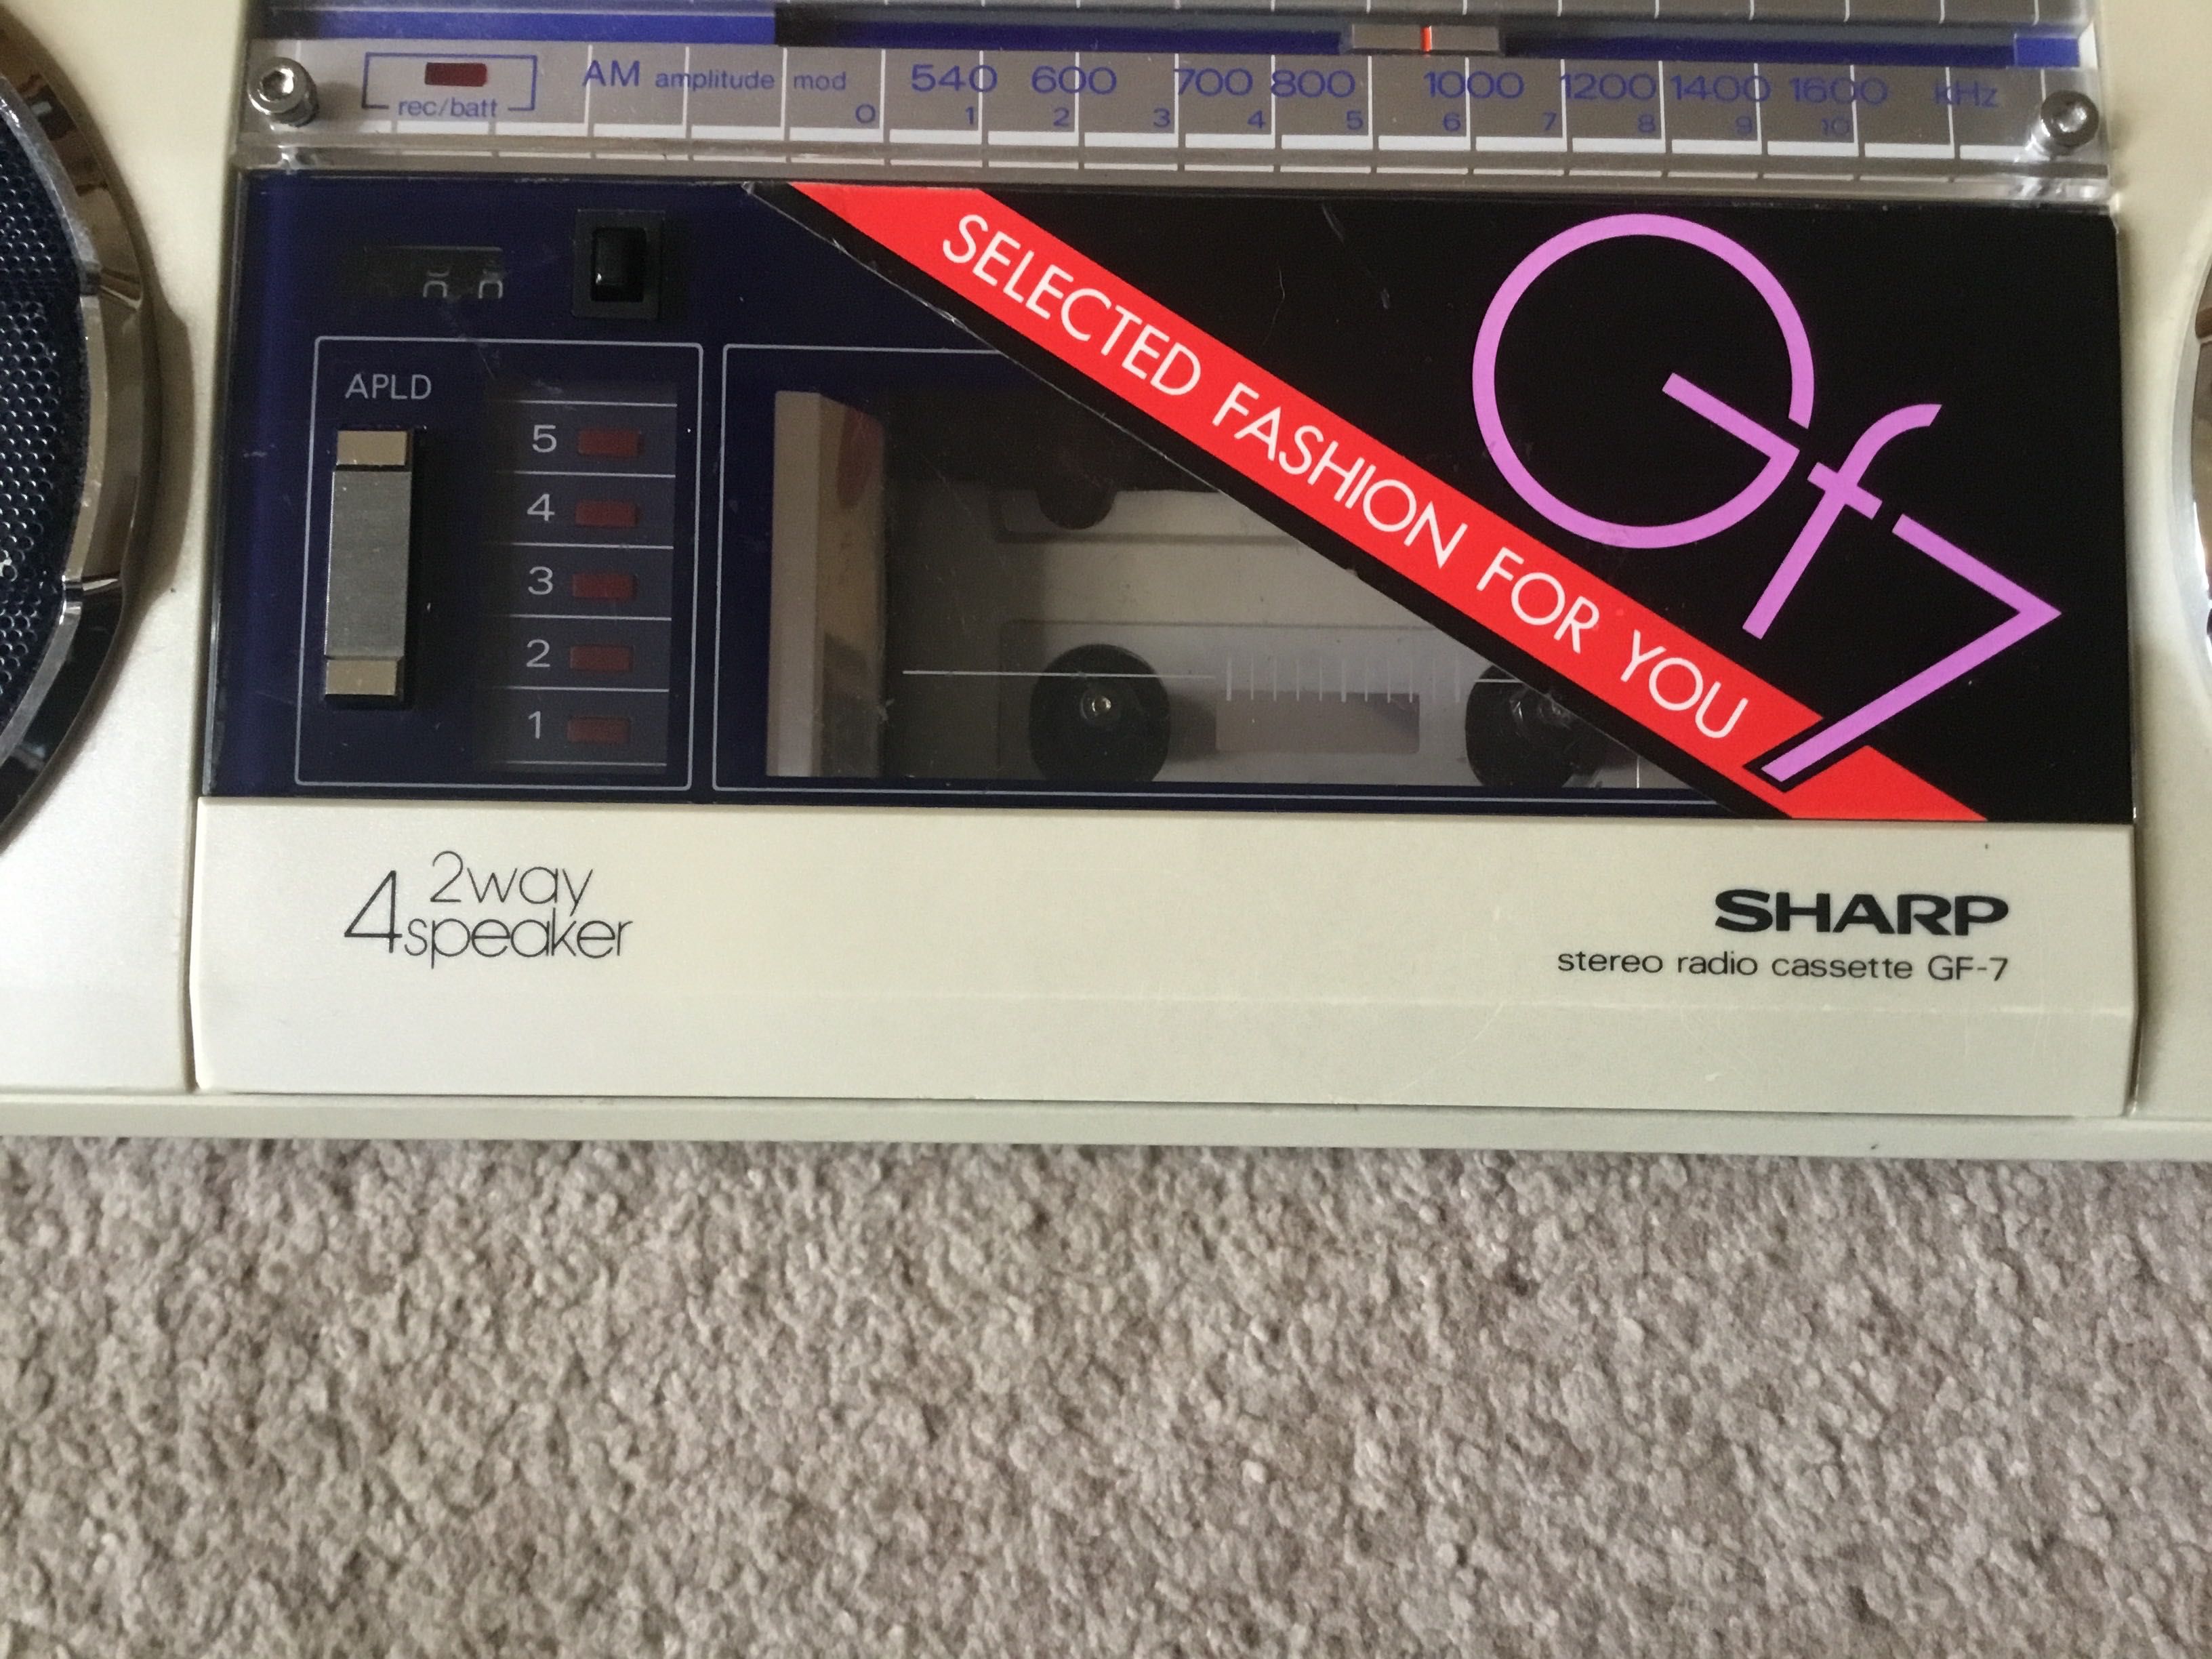 AM amplitude mod 540 600 700 800 1000 1200 1400 1600 kHz
rec/batt
0 1 2 3 4 5 6 7 8 9 10
SELECTED FASHION FOR YOU
Gf7
APLD
5
4
3
2
1
2way
4speaker
SHARP
stereo radio cassette GF-7